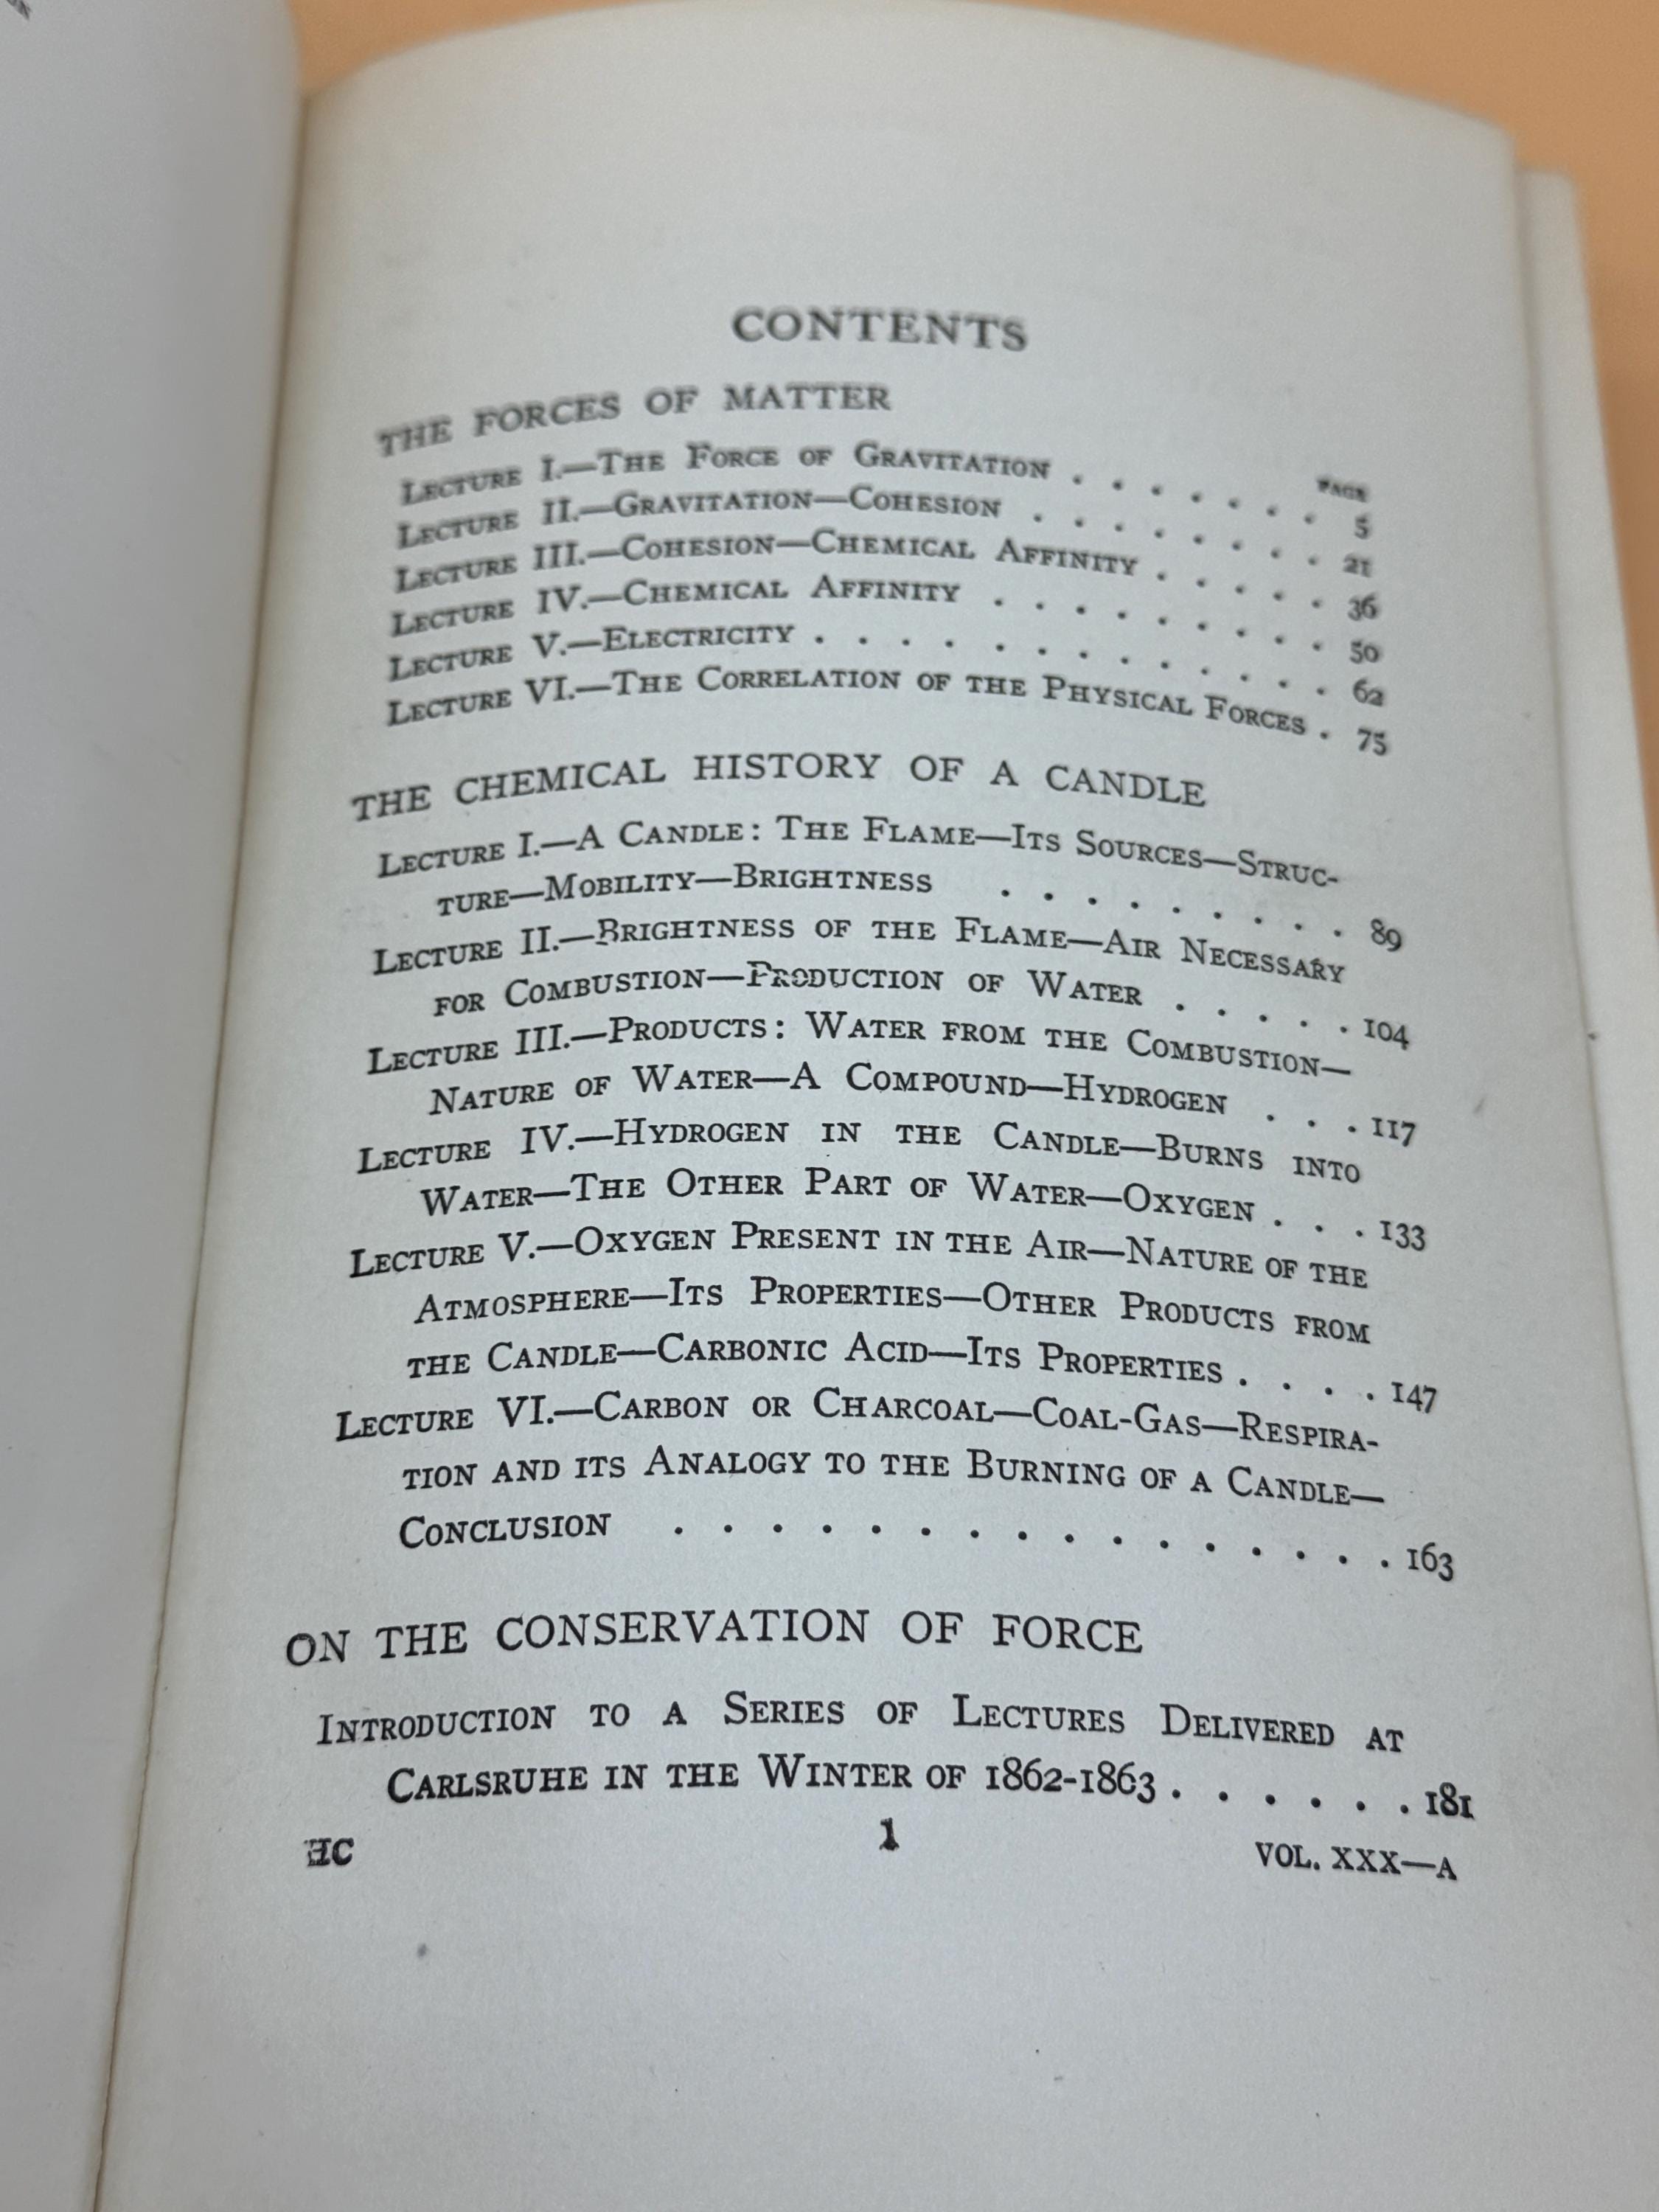 CONTENTS
THE FORCES OF MATTER
PAGE
LECTURE I.—THE FORCE OF GRAVITATION . . . . . . . 5
LECTURE II.—GRAVITATION—COHESION . . . . . . . . 21
LECTURE III.—COHESION—CHEMICAL AFFINITY . . . . . 36
LECTURE IV.—CHEMICAL AFFINITY . . . . . . . . . 50
LECTURE V.—ELECTRICITY . . . . . . . . . . . . . 62
LECTURE VI.—THE CORRELATION OF THE PHYSICAL FORCES . 75
THE CHEMICAL HISTORY OF A CANDLE
LECTURE I.—A CANDLE: THE FLAME—ITS SOURCES—STRUC-
TURE—MOBILITY—BRIGHTNESS . . . . . . . . . 89
LECTURE II.—BRIGHTNESS OF THE FLAME—AIR NECESSARY
FOR COMBUSTION—PRODUCTION OF WATER . . . . . 104
LECTURE III.—PRODUCTS: WATER FROM THE COMBUSTION—
NATURE OF WATER—A COMPOUND—HYDROGEN . . . 117
LECTURE IV.—HYDROGEN IN THE CANDLE—BURNS INTO
WATER—THE OTHER PART OF WATER—OXYGEN . . . 133
LECTURE V.—OXYGEN PRESENT IN THE AIR—NATURE OF THE
ATMOSPHERE—ITS PROPERTIES—OTHER PRODUCTS FROM
THE CANDLE—CARBONIC ACID—ITS PROPERTIES . . . . 147
LECTURE VI.—CARBON OR CHARCOAL—COAL-GAS—RESPIRA-
TION AND ITS ANALOGY TO THE BURNING OF A CANDLE—
CONCLUSION . . . . . . . . . . . . . . . . 163
ON THE CONSERVATION OF FORCE
INTRODUCTION TO A SERIES OF LECTURES DELIVERED AT
CARLSRUHE IN THE WINTER OF 1862-1863 . . . . . . 181
HC 1 VOL. XXX—A